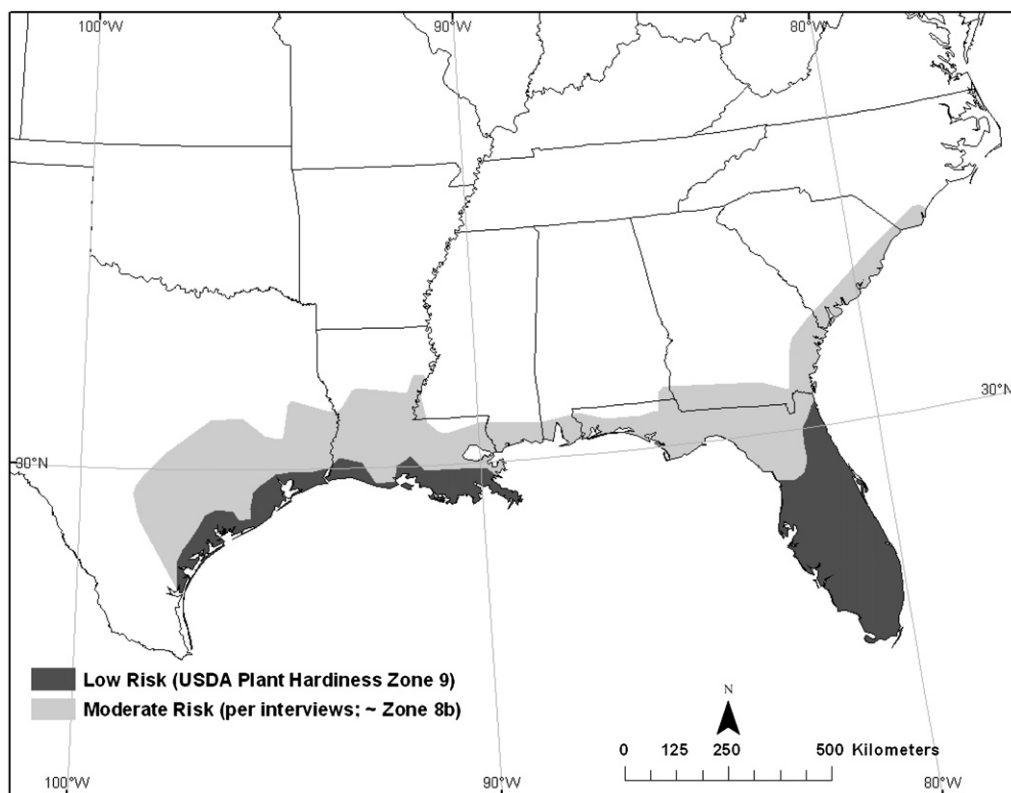 100°W
90°W
80°W
30°N
30°N
Low Risk (USDA Plant Hardiness Zone 9)
Moderate Risk (per interviews; ~ Zone 8b)
N
0 125 250 500 Kilometers
100°W
90°W
80°W